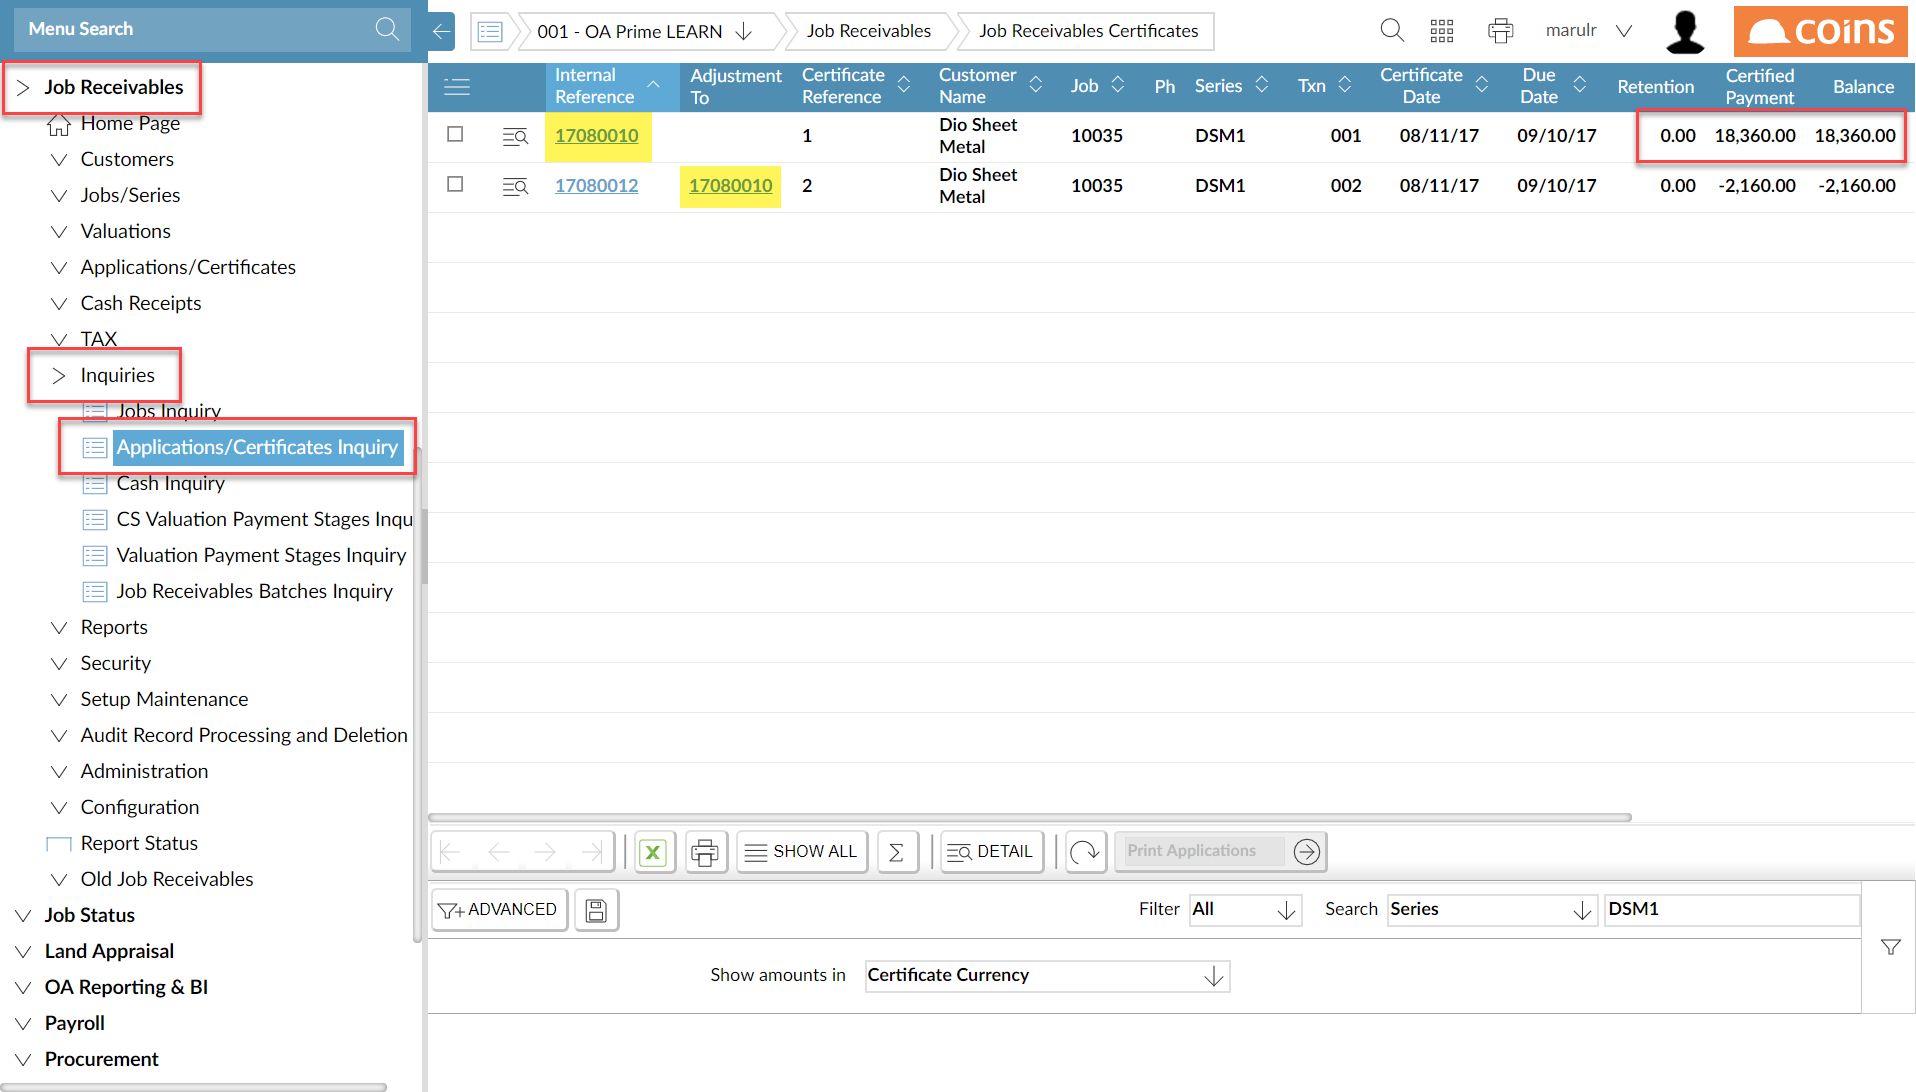 Menu Search
001 - OA Prime LEARN
Job Receivables
Job Receivables Certificates
marulr
coins
Job Receivables
Home Page
Customers
Jobs/Series
Valuations
Applications/Certificates
Cash Receipts
TAX
Inquiries
Jobs Inquiry
Applications/Certificates Inquiry
Cash Inquiry
CS Valuation Payment Stages Inqu
Valuation Payment Stages Inquiry
Job Receivables Batches Inquiry
Reports
Security
Setup Maintenance
Audit Record Processing and Deletion
Administration
Configuration
Report Status
Old Job Receivables
Job Status
Land Appraisal
OA Reporting & BI
Payroll
Procurement
Internal Reference Adjustment To Certificate Reference Customer Name Job Ph Series Txn Certificate Date Due Date Retention Certified Payment Balance
17080010 1 Dio Sheet Metal 10035 DSM1 001 08/11/17 09/10/17 0.00 18,360.00 18,360.00
17080012 17080010 2 Dio Sheet Metal 10035 DSM1 002 08/11/17 09/10/17 0.00 -2,160.00 -2,160.00
X SHOW ALL Σ DETAIL Print Applications
ADVANCED Filter All Search Series DSM1
Show amounts in Certificate Currency